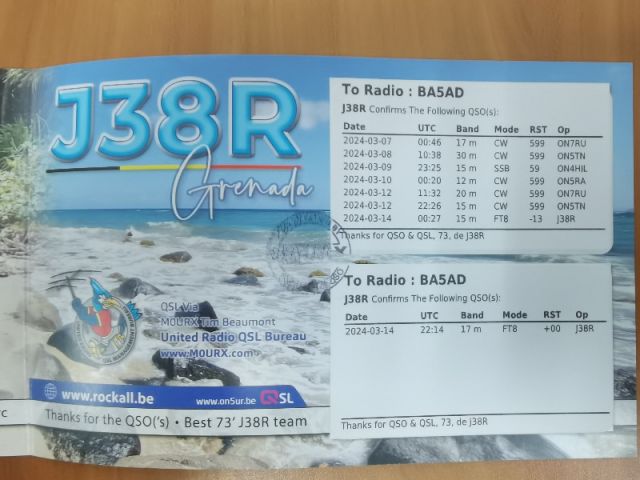 J38R
Grenada
QSL Via
M0URX Tim Beaumont
United Radio QSL Bureau
www.M0URX.com
www.rockall.be
www.on5ur.be QSL
Thanks for the QSO('s) • Best 73' J38R team
To Radio : BA5AD
J38R Confirms The Following QSO(s):
Date UTC Band Mode RST Op
2024-03-07 00:46 17 m CW 599 ON7RU
2024-03-08 10:38 30 m CW 599 ON5TN
2024-03-09 23:25 15 m SSB 59 ON4HIL
2024-03-10 00:20 12 m CW 599 ON5RA
2024-03-12 11:32 20 m CW 599 ON7RU
2024-03-12 22:26 15 m CW 599 ON5TN
2024-03-14 00:27 15 m FT8 -13 J38R
Thanks for QSO & QSL, 73, de J38R
To Radio : BA5AD
J38R Confirms The Following QSO(s):
Date UTC Band Mode RST Op
2024-03-14 22:14 17 m FT8 +00 J38R
Thanks for QSO & QSL, 73, de J38R